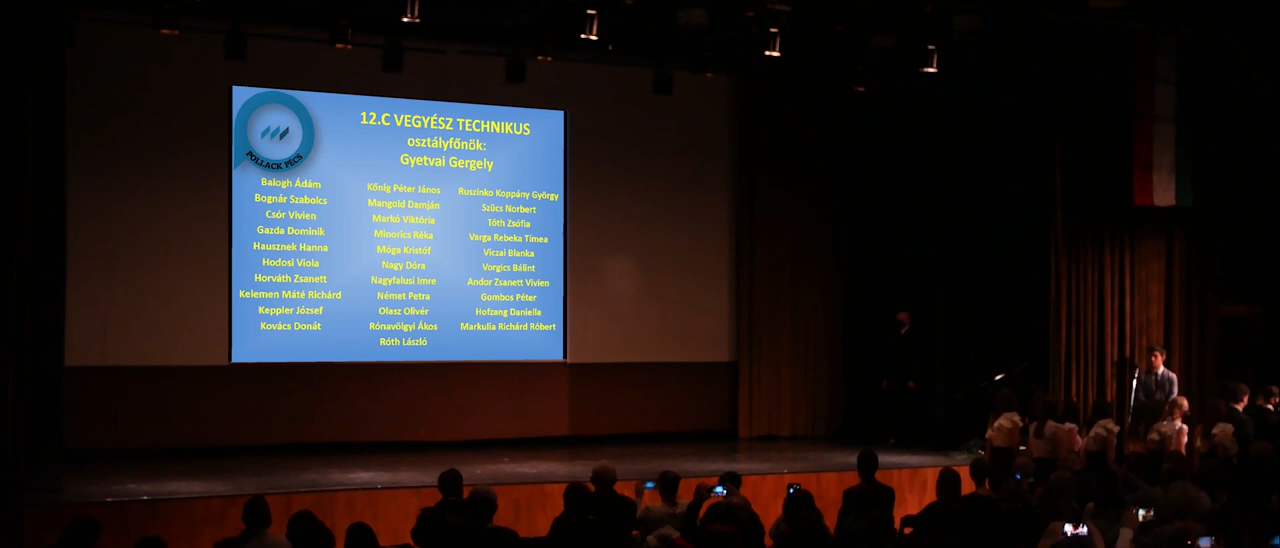 POLLACK PÉCS
12.C VEGYÉSZ TECHNIKUS
osztályfőnök:
Gyetvai Gergely
Balogh Ádám
Bognár Szabolcs
Csór Vivien
Gazda Dominik
Hausznek Hanna
Hodosi Viola
Horváth Zsanett
Kelemen Máté Richárd
Keppler József
Kovács Donát
Kőnig Péter János
Mangold Damján
Markó Viktória
Minorics Réka
Móga Kristóf
Nagy Dóra
Nagyfalusi Imre
Német Petra
Olasz Olivér
Rónavölgyi Ákos
Róth László
Ruszinko Koppány György
Szűcs Norbert
Tóth Zsófia
Varga Rebeka Tímea
Viczai Blanka
Vorgics Bálint
Andor Zsanett Vivien
Gombos Péter
Hofzang Daniella
Markulia Richárd Róbert